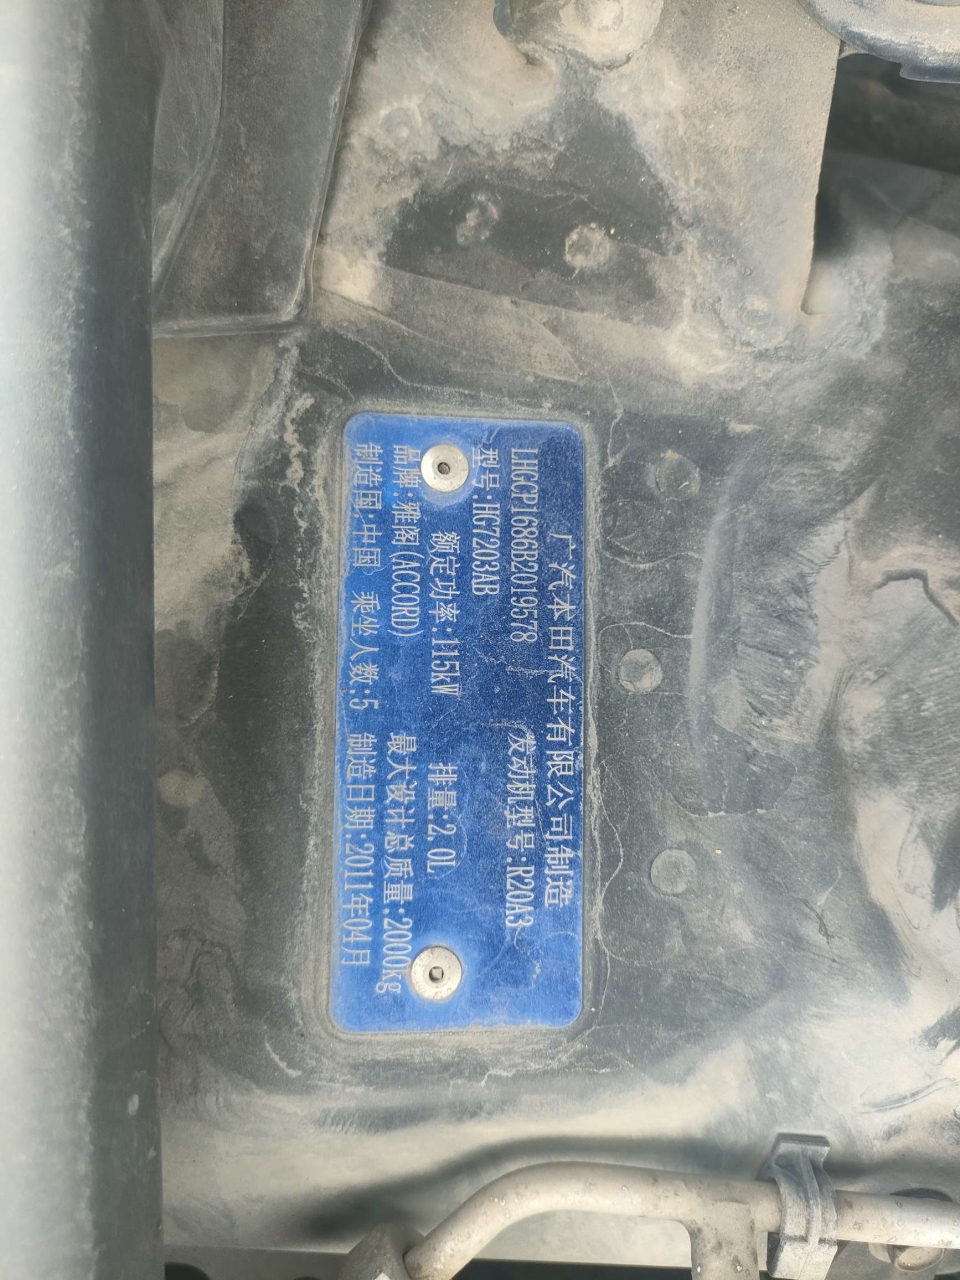 广汽本田汽车有限公司制造
LHGCP1686B2019578 发动机型号:R20A3
型号:HG7203AB
额定功率:115kW 排量:2.0L
品牌:雅阁(ACCORD) 最大设计总质量:2000kg
制造国:中国 乘坐人数:5 制造日期:2011年04月